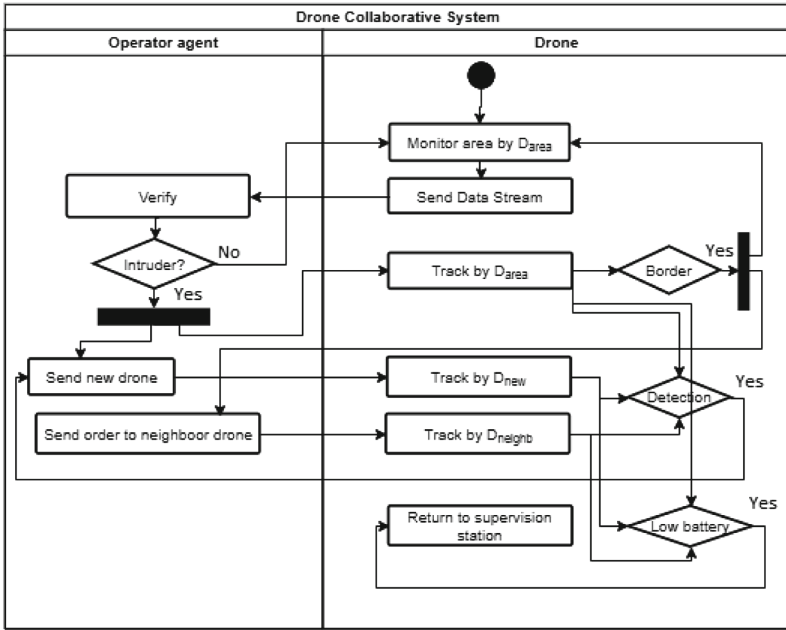 Drone Collaborative System
Operator agent
Drone
Monitor area by Darea
Verify
Send Data Stream
Intruder?
No
Yes
Track by Darea
Border
Yes
Send new drone
Track by Dnew
Detection
Yes
Send order to neighboor drone
Track by Dneighb
Return to supervision
station
Low battery
Yes